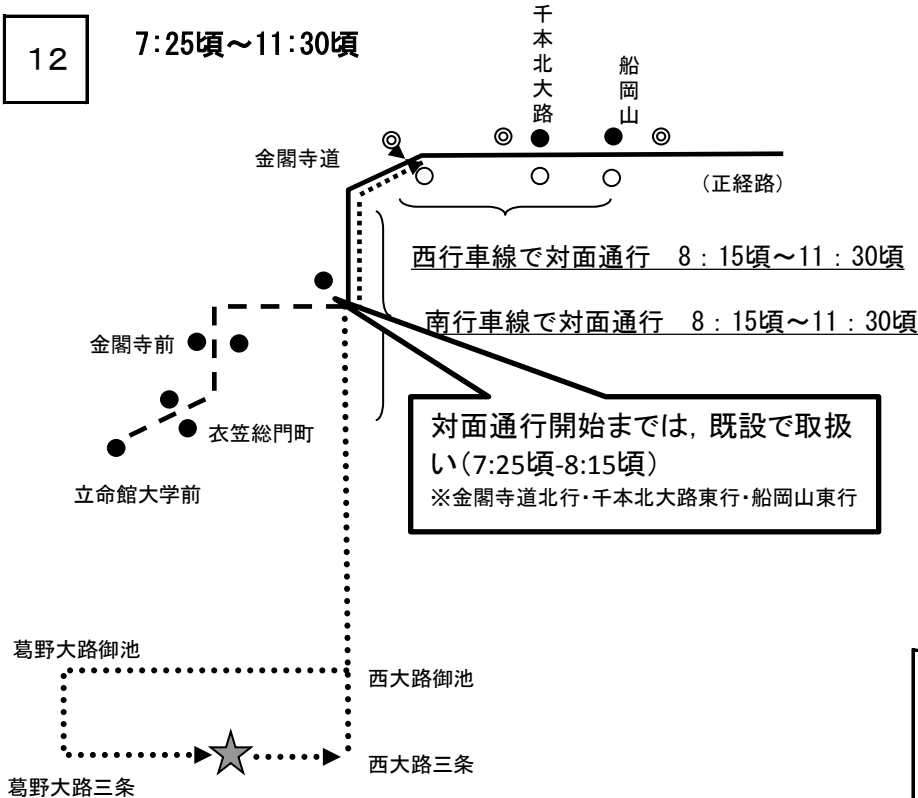 12
7:25頃～11:30頃
千本北大路
船岡山
金閣寺道
（正経路）
西行車線で対面通行　8：15頃～11：30頃
南行車線で対面通行　8：15頃～11：30頃
金閣寺前
対面通行開始までは，既設で取扱
い（7:25頃-8:15頃）
※金閣寺道北行・千本北大路東行・船岡山東行
衣笠総門町
立命館大学前
葛野大路御池
西大路御池
西大路三条
葛野大路三条